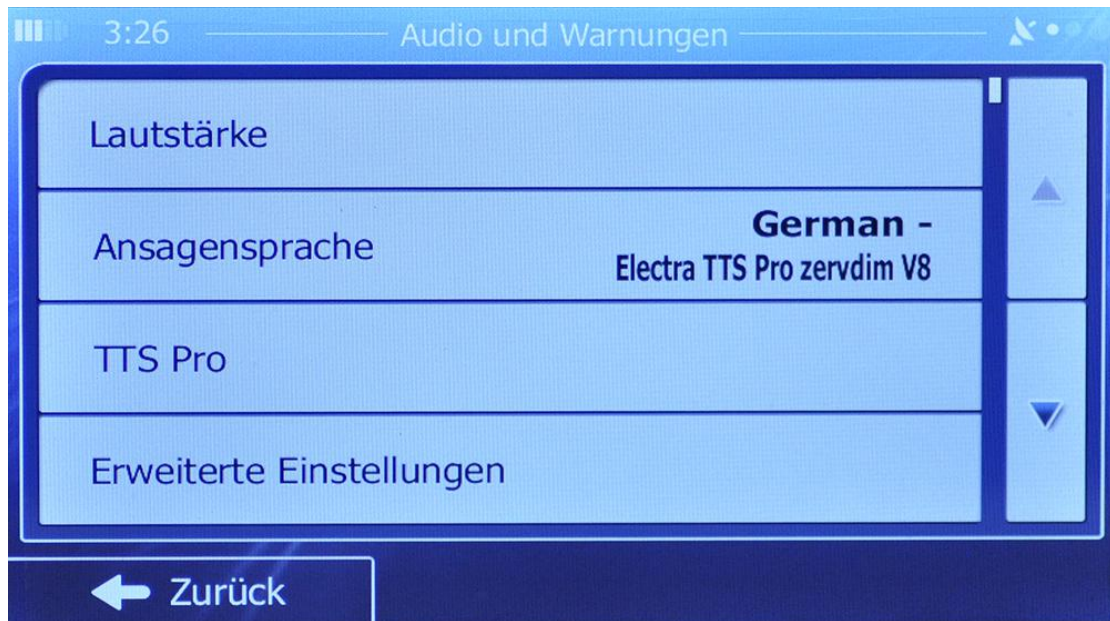 3:26 Audio und Warnungen
Lautstärke
Ansagensprache
German -
Electra TTS Pro zervdim V8
TTS Pro
Erweiterte Einstellungen
Zurück